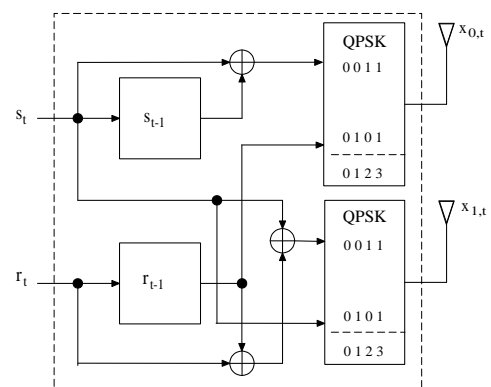 QPSK
0 0 1 1
x0,t
st
st-1
0 1 0 1
0 1 2 3
QPSK
0 0 1 1
x1,t
rt
rt-1
0 1 0 1
0 1 2 3